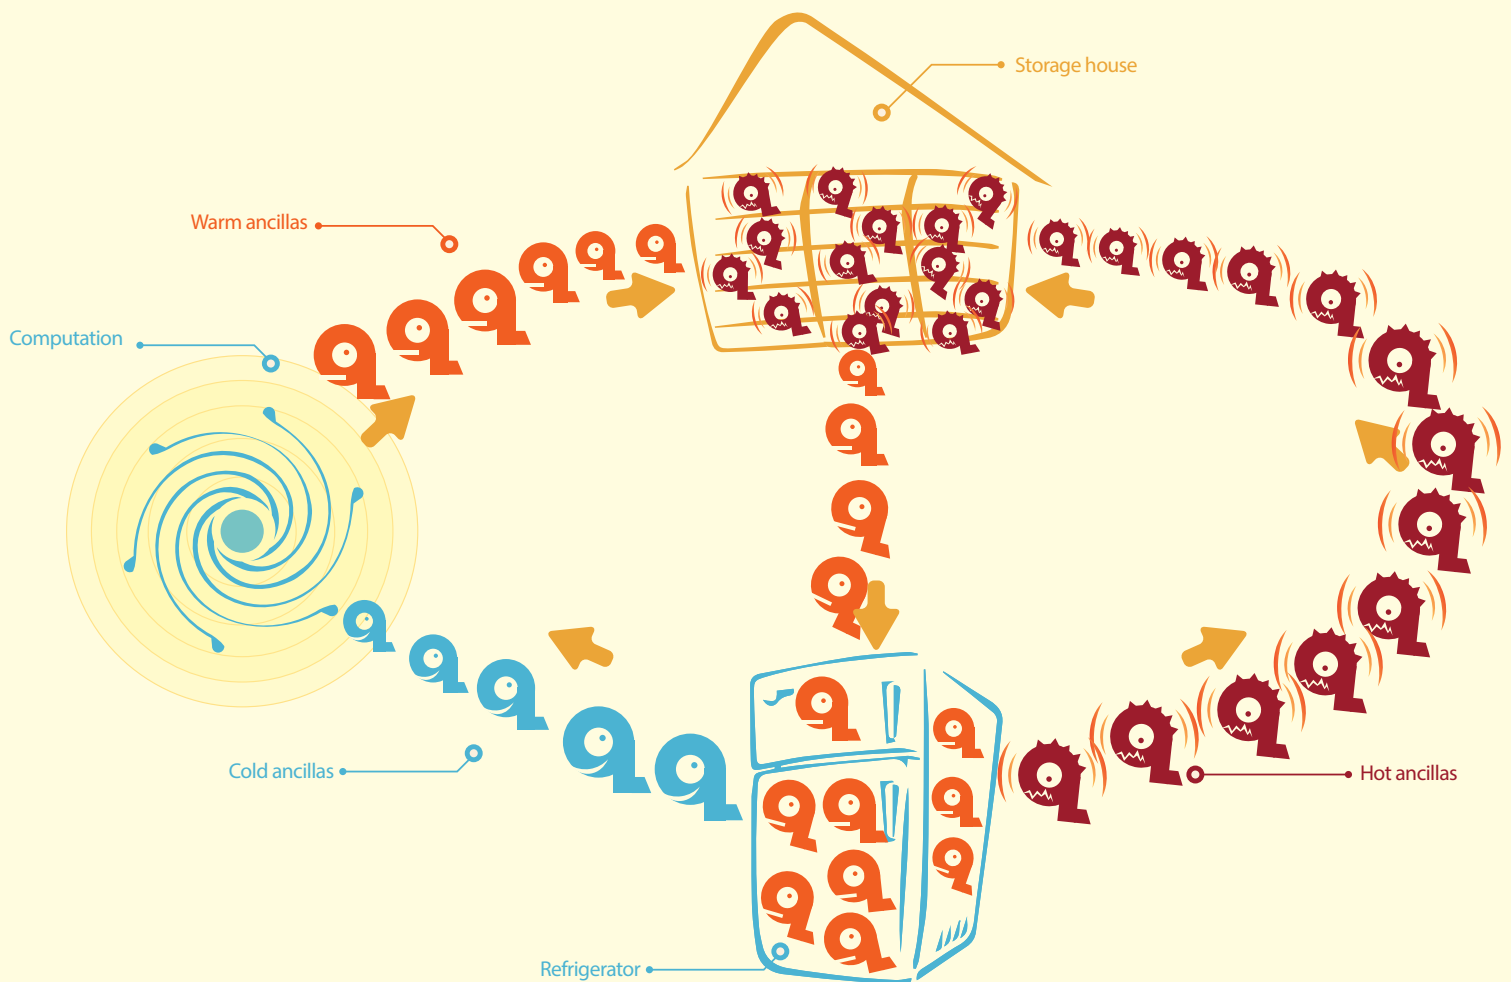 Storage house
Warm ancillas
Computation
Cold ancillas
Hot ancillas
Refrigerator